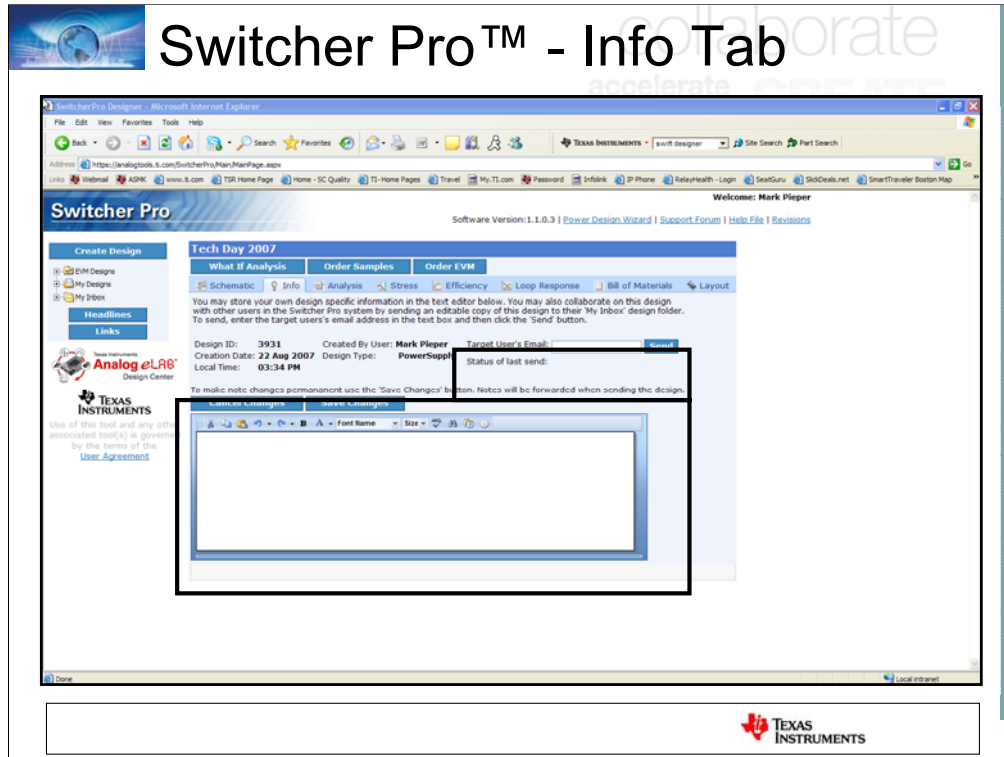 collaborate
Switcher Pro™ - Info Tab
accelerate CREATE
SwitcherPro Designer - Microsoft Internet Explorer
File Edit View Favorites Tools Help
Back Search Favorites TEXAS INSTRUMENTS swift designer Site Search Part Search
Address https://analogtools.ti.com/SwitcherPro/Main/MainPage.aspx Go
Links Webmail ASMK www.ti.com TSR Home Page Home - SC Quality TI-Home Pages Travel My.TI.com Password Infolink IP Phone RelayHealth - Login SeatGuru SlickDeals.net SmartTraveler Boston Map
Welcome: Mark Pieper
Switcher Pro
Software Version:1.1.0.3 | Power Design Wizard | Support Forum | Help File | Revisions
Create Design
EVM Designs
My Designs
My Inbox
Headlines
Links
Texas Instruments
Analog eLAB™
Design Center
TEXAS
INSTRUMENTS
Use of this tool and any othe
associated tool(s) is governe
by the terms of the
User Agreement
Tech Day 2007
What If Analysis Order Samples Order EVM
Schematic Info Analysis Stress Efficiency Loop Response Bill of Materials Layout
You may store your own design specific information in the text editor below. You may also collaborate on this design
with other users in the Switcher Pro system by sending an editable copy of this design to their 'My Inbox' design folder.
To send, enter the target users's email address in the text box and then click the 'Send' button.
Design ID: 3931 Created By User: Mark Pieper Target User's Email: Send
Creation Date: 22 Aug 2007 Design Type: PowerSupply Status of last send:
Local Time: 03:34 PM
To make note changes permananent use the 'Save Changes' button. Notes will be forwarded when sending the design.
Cancel Changes Save Changes
B A Font Name Size
Done Local intranet
TEXAS
INSTRUMENTS